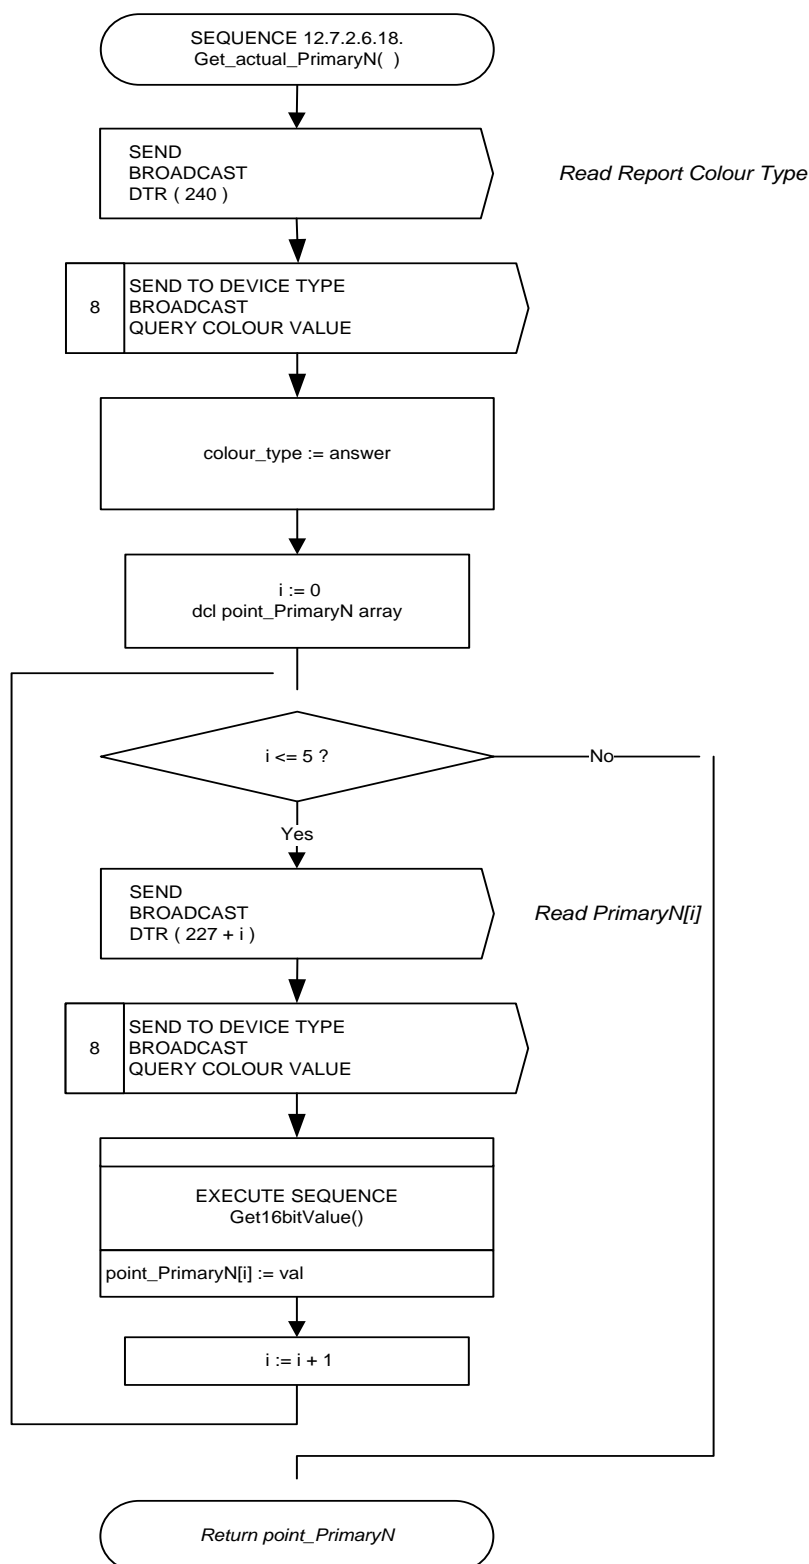 SEQUENCE 12.7.2.6.18.
Get_actual_PrimaryN(  )
SEND
BROADCAST
DTR ( 240 )
Read Report Colour Type
8
SEND TO DEVICE TYPE
BROADCAST
QUERY COLOUR VALUE
colour_type := answer
i := 0
dcl point_PrimaryN array
i <= 5 ?
No
Yes
SEND
BROADCAST
DTR ( 227 + i )
Read PrimaryN[i]
8
SEND TO DEVICE TYPE
BROADCAST
QUERY COLOUR VALUE
EXECUTE SEQUENCE
Get16bitValue()
point_PrimaryN[i] := val
i := i + 1
Return point_PrimaryN